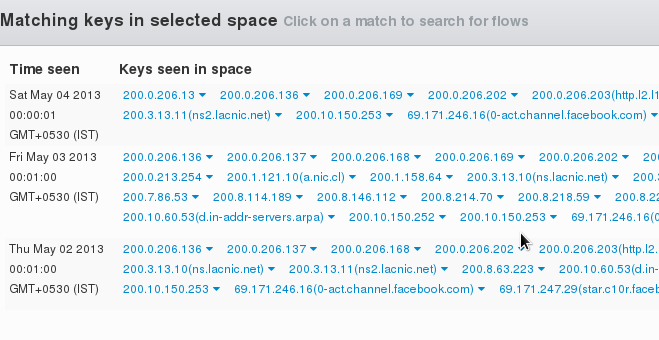 Matching keys in selected space Click on a match to search for flows
Time seen Keys seen in space
Sat May 04 2013 200.0.206.13 200.0.206.136 200.0.206.169 200.0.206.202 200.0.206.203(http.l2.l1
00:00:01 200.3.13.11(ns2.lacnic.net) 200.10.150.253 69.171.246.16(0-act.channel.facebook.com)
GMT+0530 (IST)
Fri May 03 2013 200.0.206.136 200.0.206.137 200.0.206.168 200.0.206.169 200.0.206.202 200
00:01:00 200.0.213.254 200.1.121.10(a.nic.cl) 200.1.158.64 200.3.13.10(ns.lacnic.net) 200
GMT+0530 (IST) 200.7.86.53 200.8.114.189 200.8.146.112 200.8.214.70 200.8.218.59 200.8.22
200.10.60.53(d.in-addr-servers.arpa) 200.10.150.252 200.10.150.253 69.171.246.16(0
Thu May 02 2013 200.0.206.136 200.0.206.137 200.0.206.168 200.0.206.202 200.0.206.203(http.l2.
00:01:00 200.3.13.10(ns.lacnic.net) 200.3.13.11(ns2.lacnic.net) 200.8.63.223 200.10.60.53(d.in-
GMT+0530 (IST) 200.10.150.253 69.171.246.16(0-act.channel.facebook.com) 69.171.247.29(star.c10r.faceb